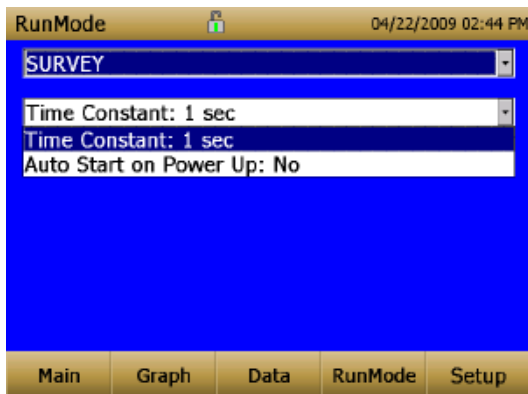 RunMode 04/22/2009 02:44 PM
SURVEY
Time Constant: 1 sec
Time Constant: 1 sec
Auto Start on Power Up: No
Main Graph Data RunMode Setup